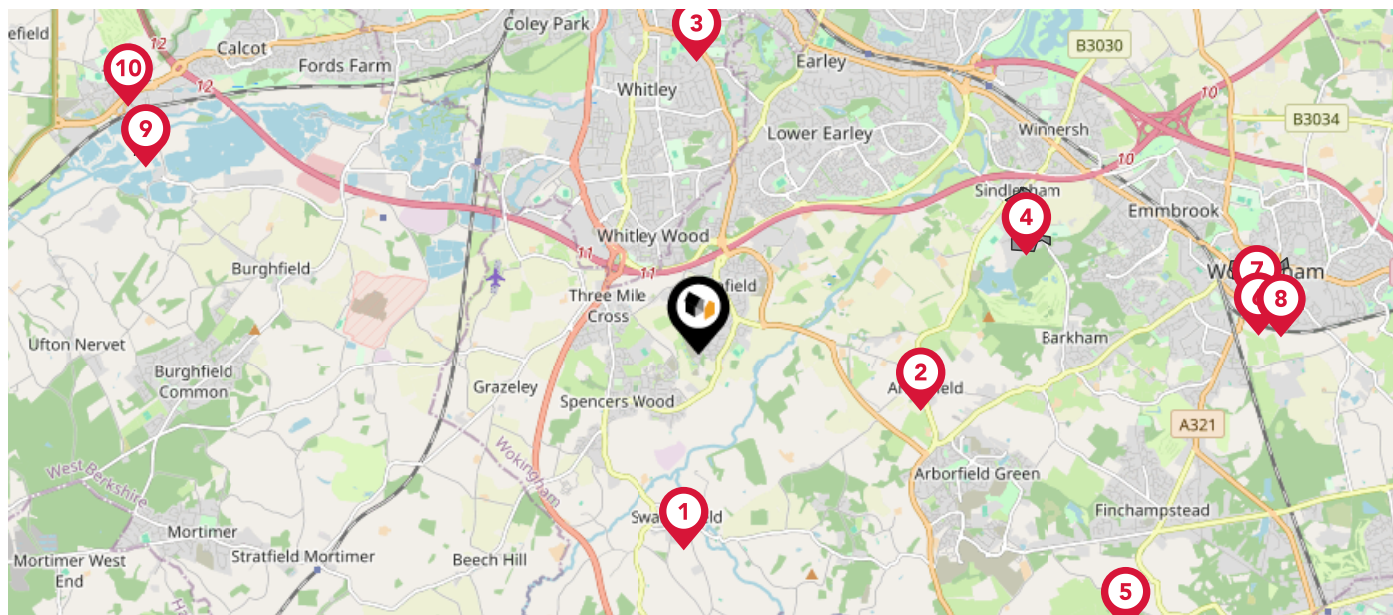 efield
12
Calcot
Coley Park
3
B3030
10
Fords Farm
Earley
12
Whitley
10
B3034
9
Lower Earley
Winnersh
10
Sindlesham
4
Emmbrook
Whitley Wood
11
11
Burghfield
7
8
Three Mile
Cross
field
Ufton Nervet
Barkham
Burghfield
Common
Grazeley
2
Spencers Wood
A321
Wokingham
Arborfield Green
West Berkshire
1
Finchampstead
Mortimer
Stratfield Mortimer
Beech Hill
Mortimer West
End
5